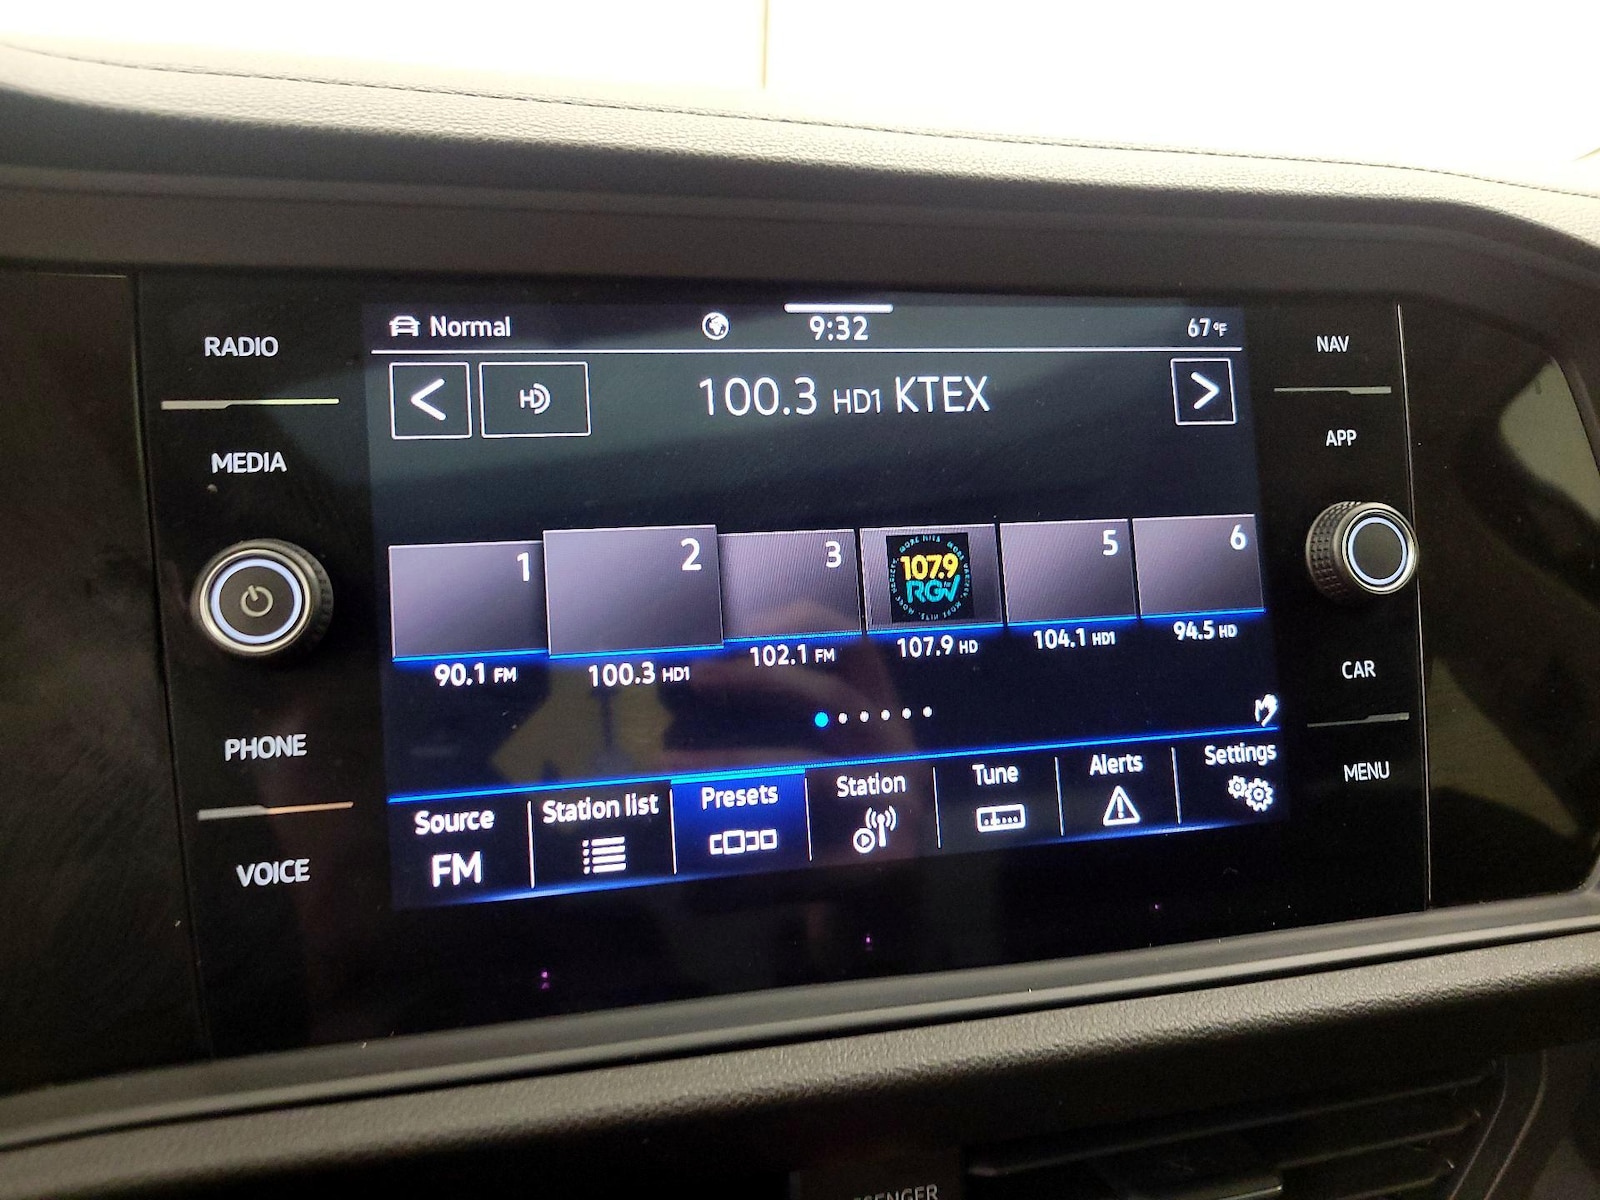 RADIO
MEDIA
PHONE
VOICE
Normal
9:32
67°F
HD
100.3 HD1 KTEX
1
2
3
5
6
107.9
RGV
90.1 FM
100.3 HD1
102.1 FM
107.9 HD
104.1 HD1
94.5 HD
Source
FM
Station list
Presets
Station
Tune
Alerts
Settings
NAV
APP
CAR
MENU